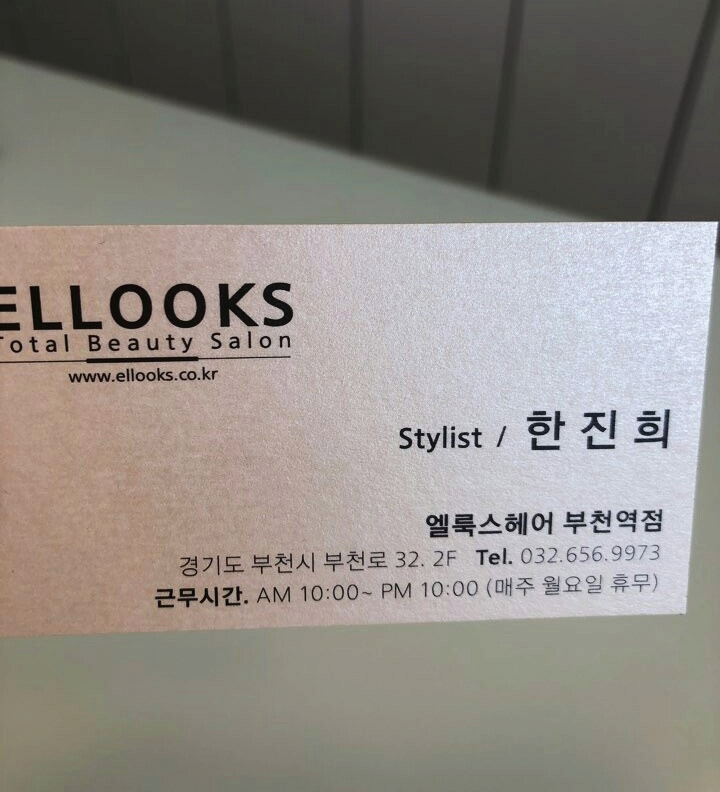 ELLOOKS
Total Beauty Salon
www.ellooks.co.kr
Stylist / 한진희
엘룩스헤어 부천역점
경기도 부천시 부천로 32. 2F Tel. 032.656.9973
근무시간. AM 10:00~ PM 10:00 (매주 월요일 휴무)